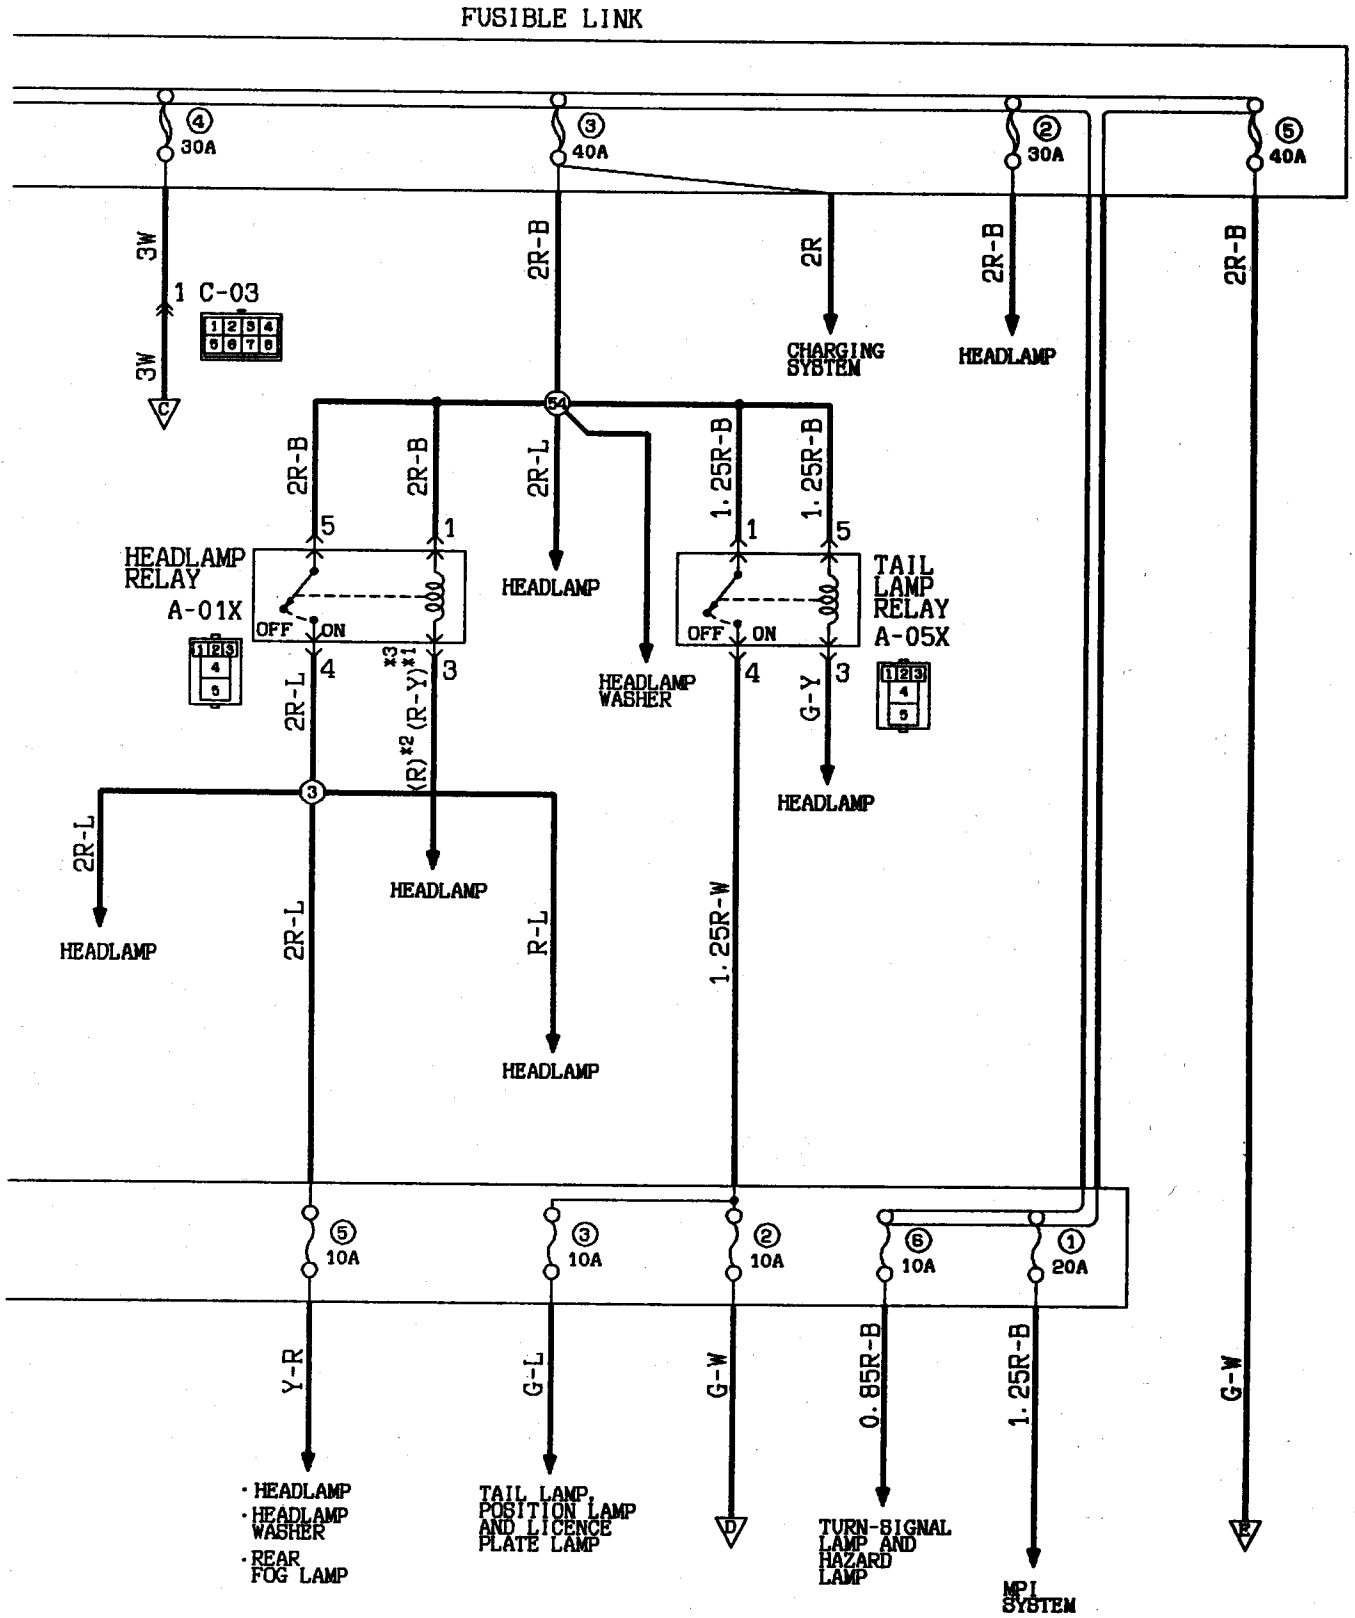 FUSIBLE LINK
4
30A
3
40A
2
30A
5
40A
3W
2R-B
2R
2R-B
2R-B
1 C-03
1 2 3 4
5 6 7 8
3W
C
CHARGING
SYSTEM
HEADLAMP
54
2R-B
2R-B
2R-L
1.25R-B
1.25R-B
5
1
1
5
HEADLAMP
RELAY
A-01X
OFF
ON
HEADLAMP
TAIL
LAMP
RELAY
A-05X
OFF
ON
1 2 3
4
5
4
3
4
3
1 2 3
4
5
2R-L
(R)*2 (R-Y)*1
*3
HEADLAMP
WASHER
G-Y
3
HEADLAMP
2R-L
HEADLAMP
2R-L
R-L
1.25R-W
HEADLAMP
HEADLAMP
5
10A
3
10A
2
10A
6
10A
1
20A
Y-R
G-L
G-W
0.85R-B
1.25R-B
G-W
· HEADLAMP
· HEADLAMP
WASHER
· REAR
FOG LAMP
TAIL LAMP,
POSITION LAMP
AND LICENCE
PLATE LAMP
D
TURN-SIGNAL
LAMP AND
HAZARD
LAMP
MPI
SYSTEM
E